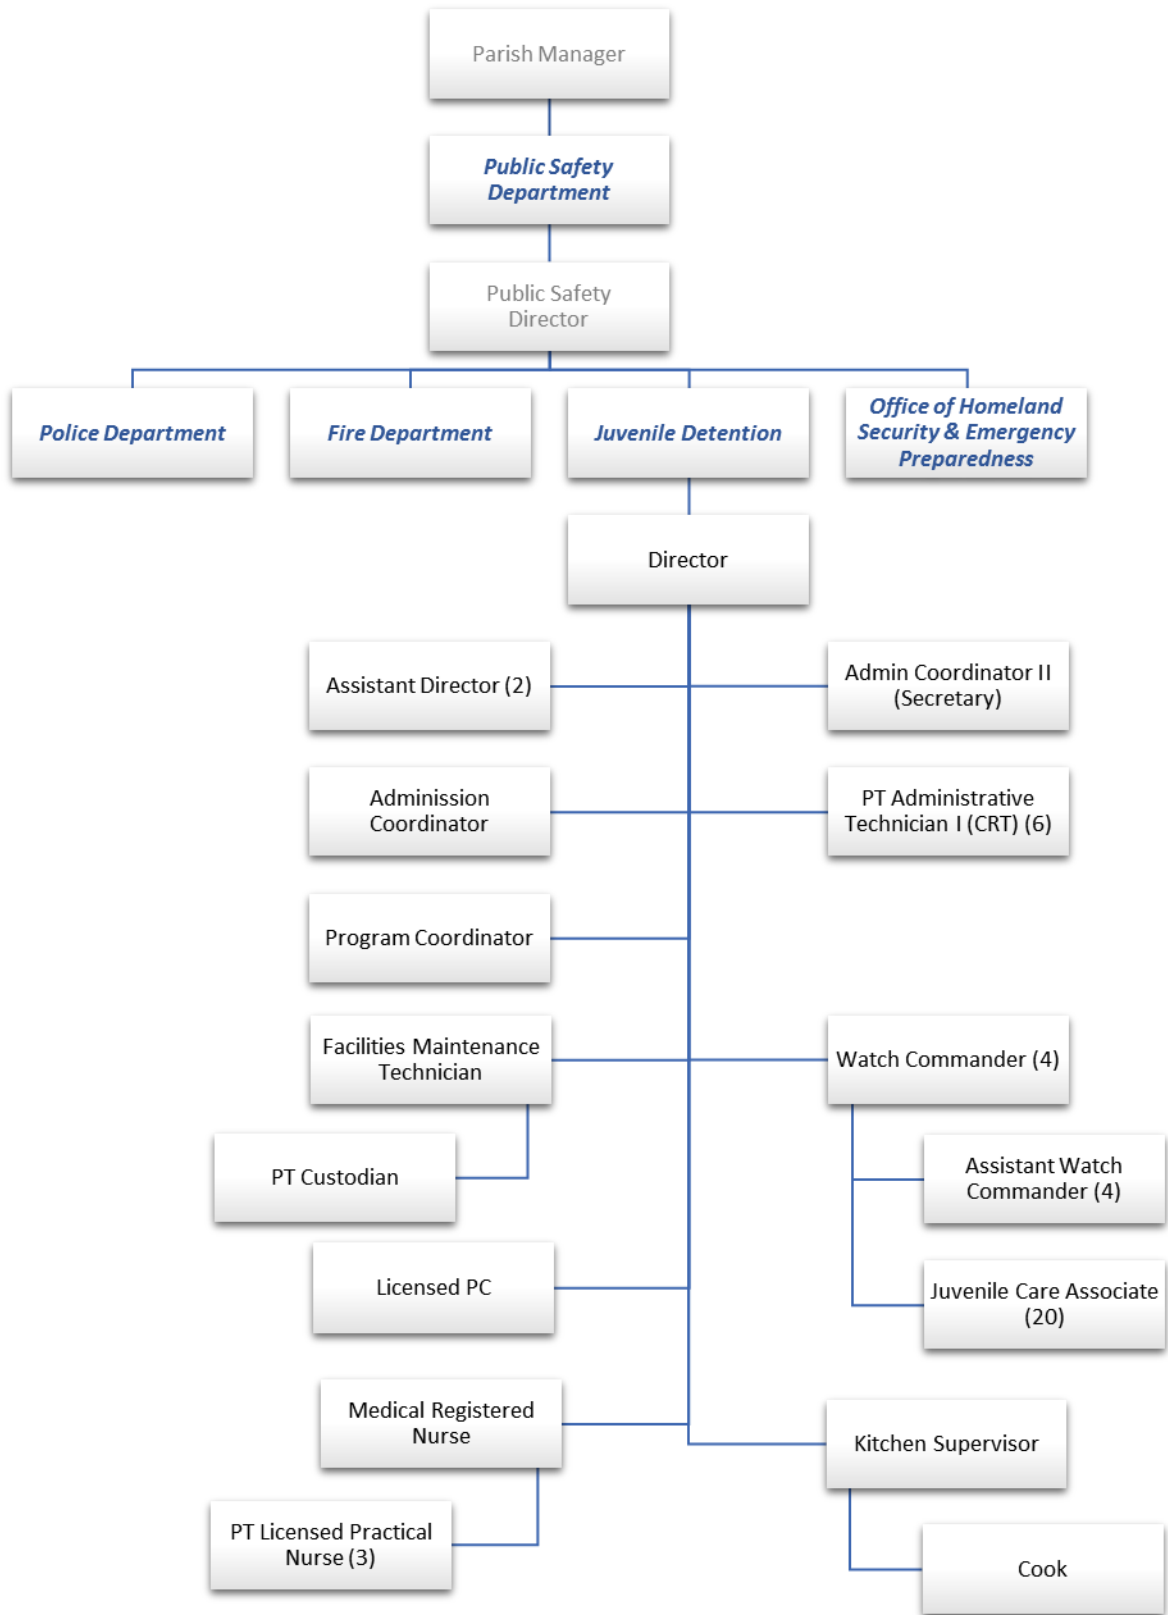 Parish Manager
Public Safety
Department
Public Safety
Director
Police Department
Fire Department
Juvenile Detention
Office of Homeland
Security & Emergency
Preparedness
Director
Assistant Director (2)
Admin Coordinator II
(Secretary)
Adminission
Coordinator
PT Administrative
Technician I (CRT) (6)
Program Coordinator
Facilities Maintenance
Technician
Watch Commander (4)
PT Custodian
Assistant Watch
Commander (4)
Licensed PC
Juvenile Care Associate
(20)
Medical Registered
Nurse
Kitchen Supervisor
PT Licensed Practical
Nurse (3)
Cook